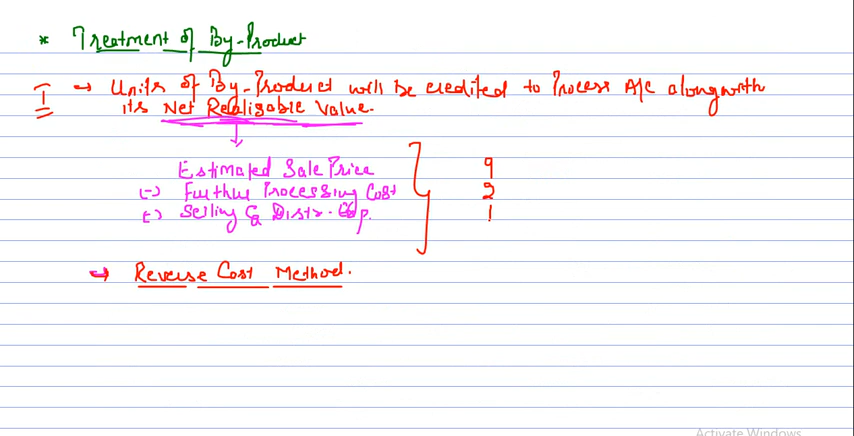 * Treatment of By-Product
I → Units of By-Product will be credited to Process A/c alongwith
its Net Realisable Value.
Estimated Sale Price 9
(-) Further Processing Cost 2
(-) Selling & Distr. Exp. 1
→ Reverse Cost Method.
Activate Windows